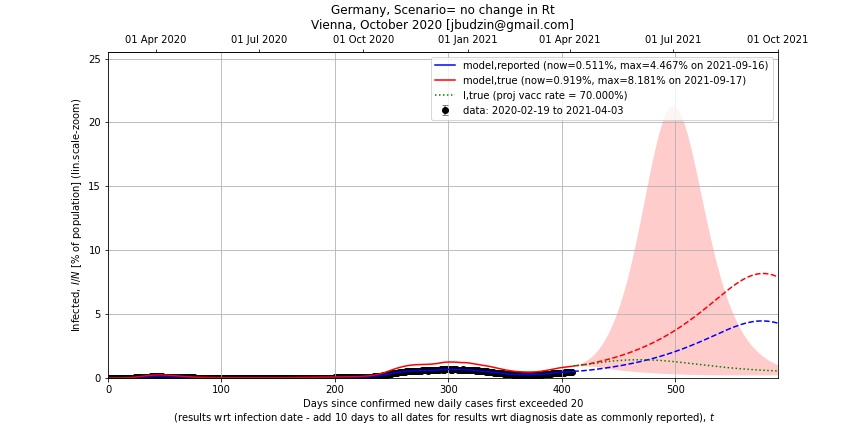 Germany, Scenario= no change in Rt
Vienna, October 2020 [jbudzin@gmail.com]
01 Apr 2020 01 Jul 2020 01 Oct 2020 01 Jan 2021 01 Apr 2021 01 Jul 2021 01 Oct 2021
model,reported (now=0.511%, max=4.467% on 2021-09-16)
model,true (now=0.919%, max=8.181% on 2021-09-17)
I,true (proj vacc rate = 70.000%)
data: 2020-02-19 to 2021-04-03
Infected, I/N [% of population] (lin.scale-zoom)
25
20
15
10
5
0
0 100 200 300 400 500
Days since confirmed new daily cases first exceeded 20
(results wrt infection date - add 10 days to all dates for results wrt diagnosis date as commonly reported), t